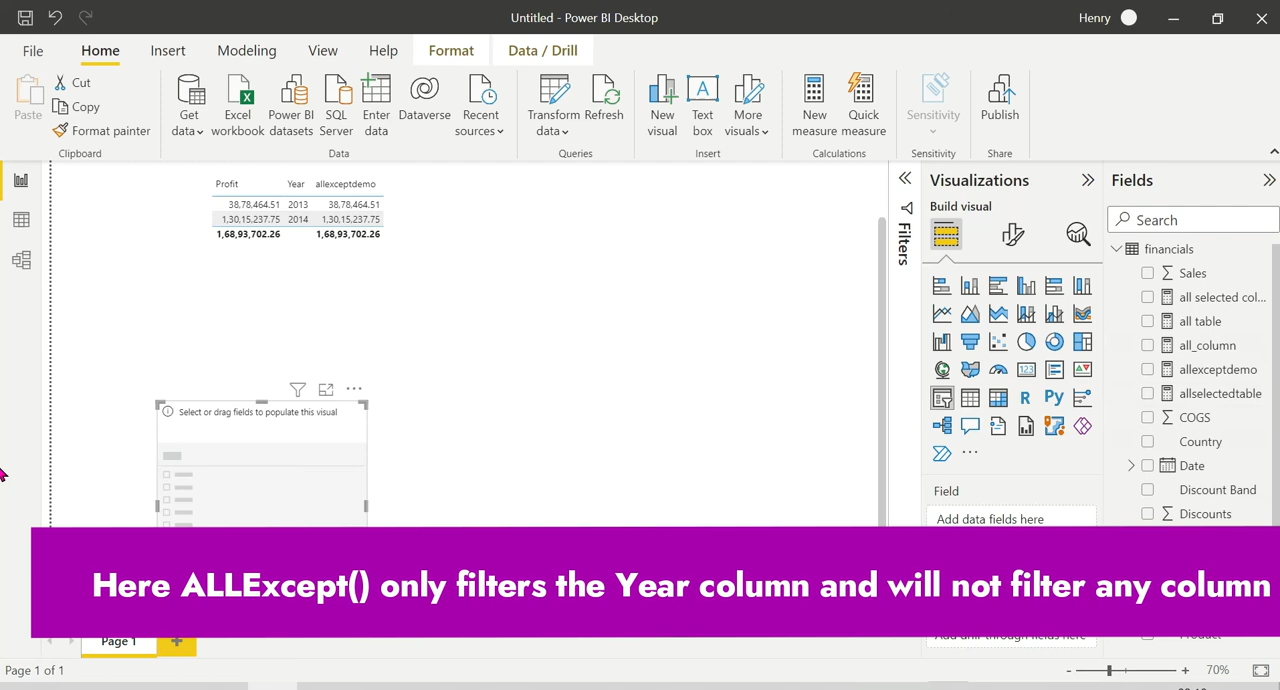 Untitled - Power BI Desktop
Henry
File Home Insert Modeling View Help Format Data / Drill
Paste
Cut
Copy
Format painter
Get data
Excel workbook
PowerBI datasets
SQL Server
Enter data
Dataverse
Recent sources
Transform data
Refresh
New visual
Text box
More visuals
New measure
Quick measure
Sensitivity
Publish
Clipboard Data Queries Insert Calculations Sensitivity Share
Profit Year allexceptdemo
38,78,464.51 2013 38,78,464.51
1,30,15,237.75 2014 1,30,15,237.75
1,68,93,702.26 1,68,93,702.26
Select or drag fields to populate this visual
Filters
Visualizations
Build visual
123
R Py
Field
Add data fields here
Fields
Search
financials
Sales
all selected col...
all table
all_column
allexceptdemo
allselectedtable
COGS
Country
Date
Discount Band
Discounts
Here ALLExcept() only filters the Year column and will not filter any column
Page 1
Page 1 of 1
- + 70%